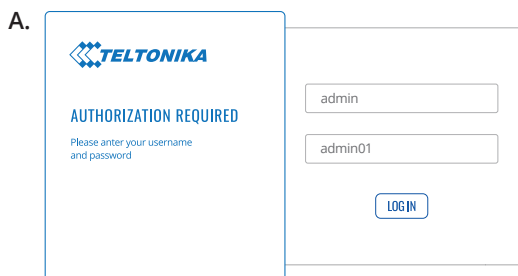 A.
TELTONIKA
AUTHORIZATION REQUIRED
Please anter your username
and password
admin
admin01
LOG IN